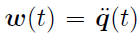 w(t) = q̈(t)